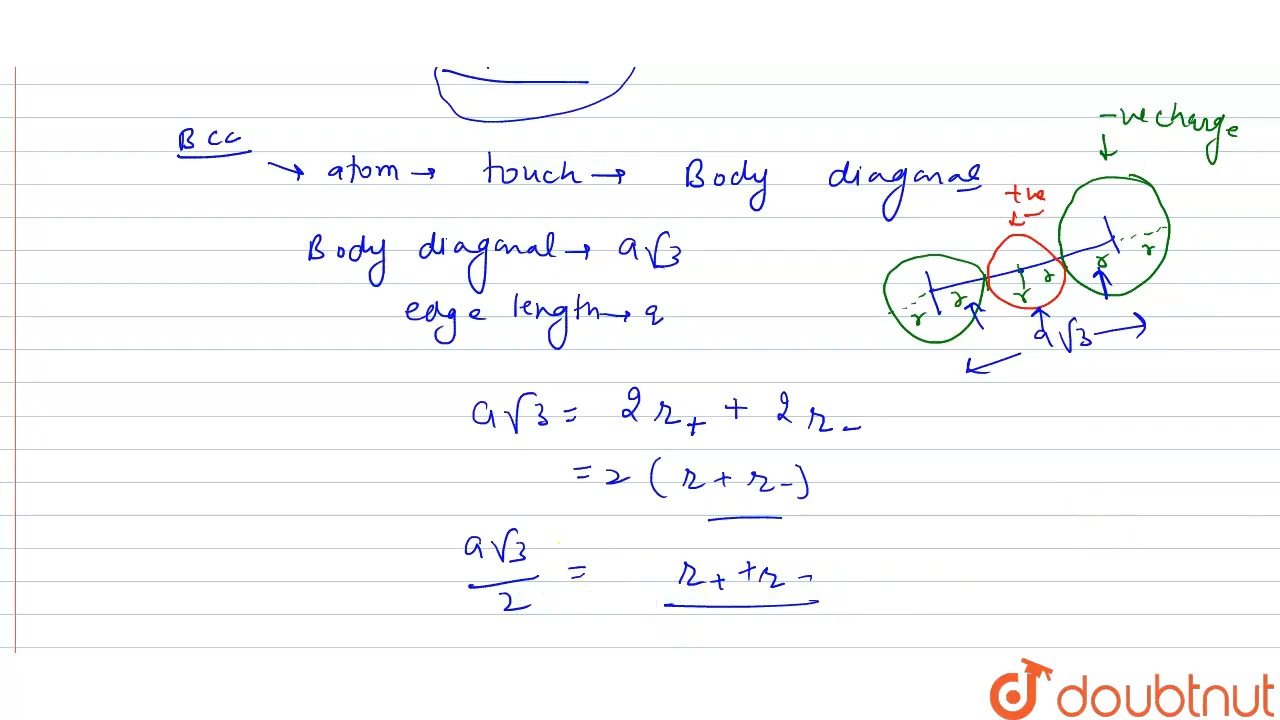 BCC
→ atom → touch → Body diagonal
Body diagonal → a√3
edge length → a
-ve charge
+ve
r r r r r r
a√3
a√3 = 2r₊ + 2r₋
= 2 ( r + r₋)
a√3/2 = r₊ + r₋
doubtnut